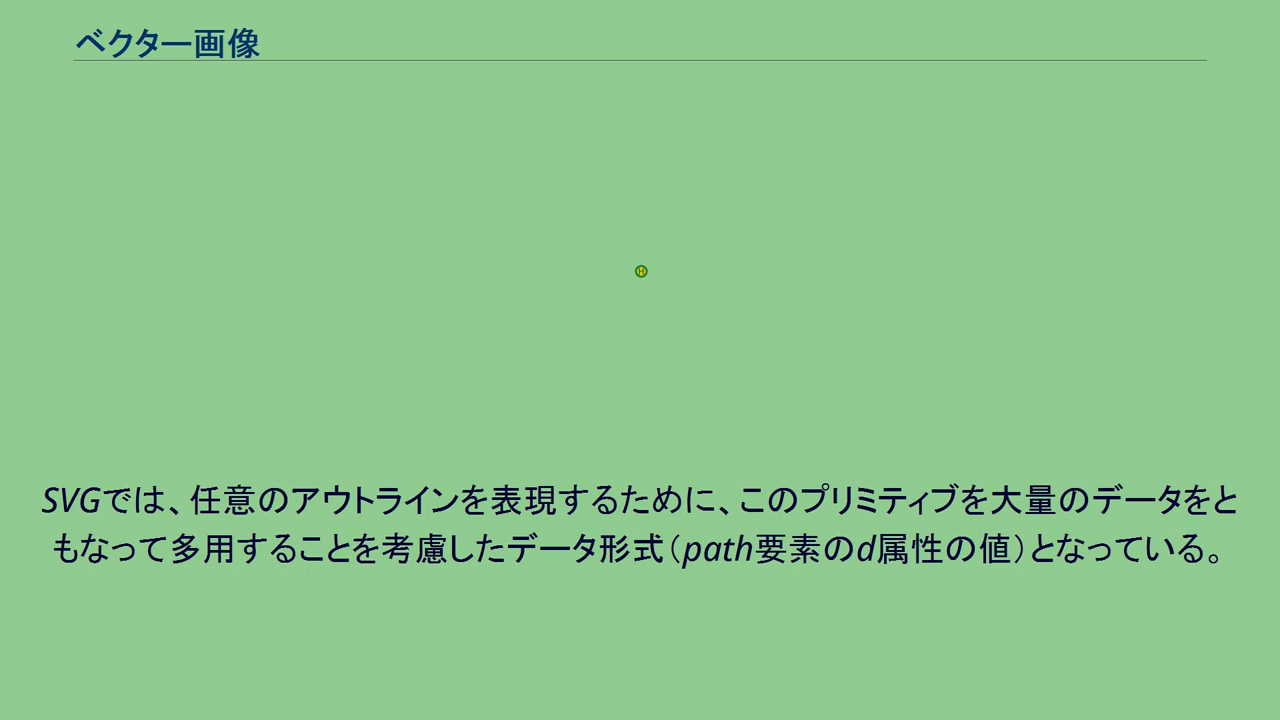 ベクター画像
SVGでは、任意のアウトラインを表現するために、このプリミティブを大量のデータをと
もなって多用することを考慮したデータ形式（path要素のd属性の値）となっている。